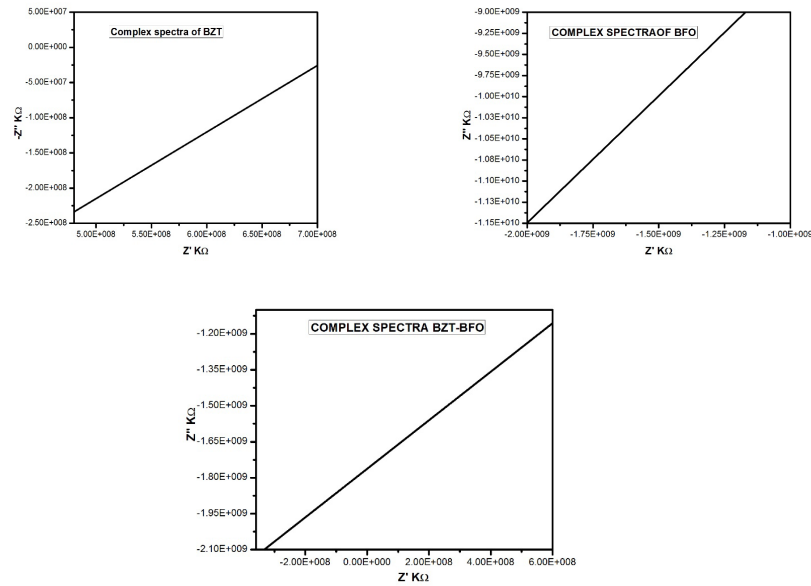 Complex spectra of BZT
5.00E+007
0.00E+000
-5.00E+007
-1.00E+008
-1.50E+008
-2.00E+008
-2.50E+008
-Z" KΩ
5.00E+008 5.50E+008 6.00E+008 6.50E+008 7.00E+008
Z' KΩ
COMPLEX SPECTRAOF BFO
-9.00E+009
-9.25E+009
-9.50E+009
-9.75E+009
-1.00E+010
-1.03E+010
-1.05E+010
-1.08E+010
-1.10E+010
-1.13E+010
-1.15E+010
Z" KΩ
-2.00E+009 -1.75E+009 -1.50E+009 -1.25E+009 -1.00E+009
Z' KΩ
COMPLEX SPECTRA BZT-BFO
-1.20E+009
-1.35E+009
-1.50E+009
-1.65E+009
-1.80E+009
-1.95E+009
-2.10E+009
Z" KΩ
-2.00E+008 0.00E+000 2.00E+008 4.00E+008 6.00E+008
Z' KΩ